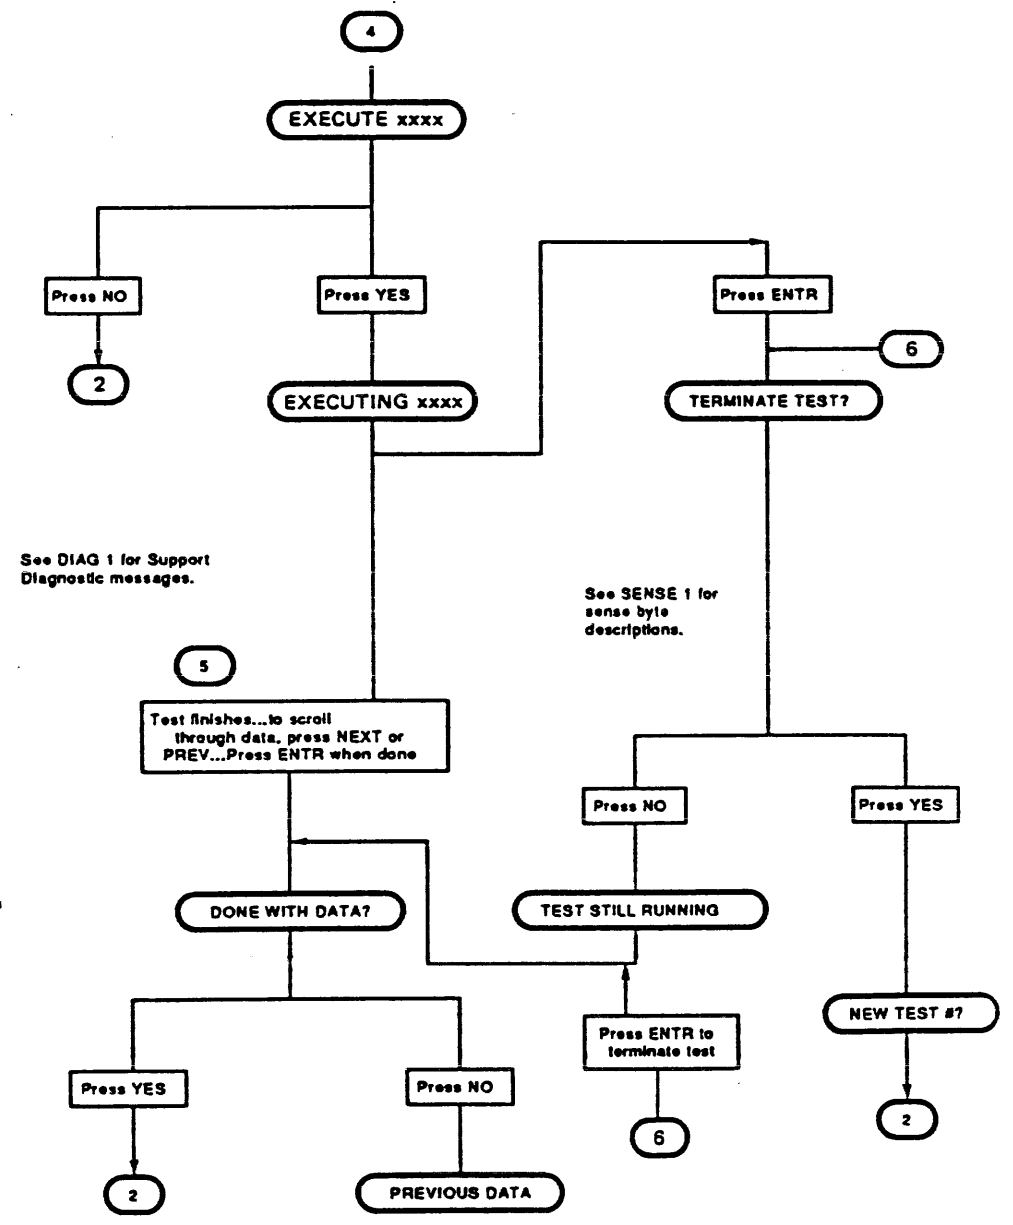 4
EXECUTE xxxx
Press NO
Press YES
Press ENTR
6
2
EXECUTING xxxx
TERMINATE TEST?
See DIAG 1 for Support
Diagnostic messages.
See SENSE 1 for
sense byte
descriptions.
5
Test finishes...to scroll
through data, press NEXT or
PREV...Press ENTR when done
Press NO
Press YES
DONE WITH DATA?
TEST STILL RUNNING
NEW TEST #?
Press ENTR to
terminate test
Press YES
Press NO
2
6
2
PREVIOUS DATA